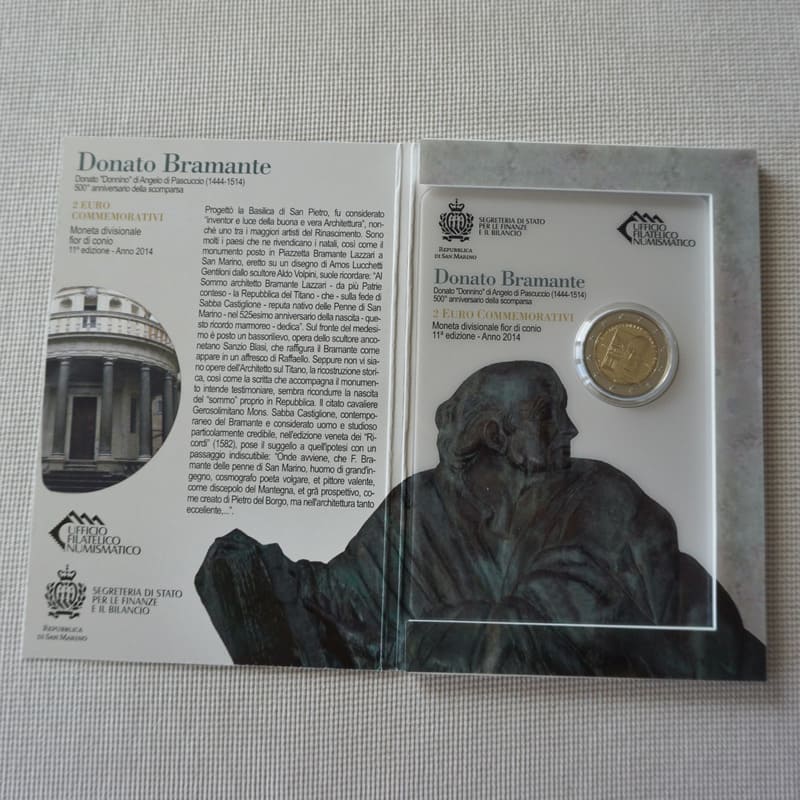 Donato Bramante
Donato "Donnino" di Angelo di Pascuccio (1444-1514)
500° anniversario della scomparsa
2 EURO
COMMEMORATIVI
Moneta divisionale
fior di conio
11ª edizione - Anno 2014
Progettò la Basilica di San Pietro, fu considerato
"inventor e luce della buona e vera Architettura", non-
ché uno tra i maggiori artisti del Rinascimento. Sono
molti i paesi che ne rivendicano i natali, così come il
monumento posto in Piazzetta Bramante Lazzari a
San Marino, eretto su un disegno di Amos Lucchetti
Gentiloni dallo scultore Aldo Volpini, suole ricordare: "Al
Sommo architetto Bramante Lazzari - da più Patrie
conteso - la Repubblica del Titano - che - sulla fede di
Sabba Castiglione - reputa nativo delle Penne di San
Marino - nel 525esimo anniversario della nascita - que-
sto ricordo marmoreo - dedica". Sul fronte del medesi-
mo è posto un bassorilievo, opera dello scultore anco-
netano Sanzio Blasi, che raffigura il Bramante come
appare in un affresco di Raffaello. Seppure non vi sia-
no opere dell'Architetto sul Titano, la ricostruzione stori-
ca, così come la scritta che accompagna il monumen-
to intende testimoniare, sembra ricondurre la nascita
del "sommo" proprio in Repubblica. Il citato cavaliere
Gerosolimitano Mons. Sabba Castiglione, contempo-
raneo del Bramante e considerato uomo e studioso
particolarmente credibile, nell'edizione veneta dei "Ri-
cordi" (1582), pose il suggello a quell'ipotesi con un
passaggio indiscutibile: "Onde avviene, che F. Bra-
mante delle penne di San Marino, huomo di grand'in-
gegno, cosmografo poeta volgare, et pittore valente,
come discepolo del Mantegna, et grã prospettivo, co-
me creato di Pietro del Borgo, ma nell'architettura tanto
eccellente,...".
UFFICIO
FILATELICO
NUMISMATICO
SEGRETERIA DI STATO
PER LE FINANZE
E IL BILANCIO
REPUBBLICA
DI SAN MARINO
SEGRETERIA DI STATO
PER LE FINANZE
E IL BILANCIO
REPUBBLICA
DI SAN MARINO
UFFICIO
FILATELICO
NUMISMATICO
Donato Bramante
Donato "Donnino" di Angelo di Pascuccio (1444-1514)
500° anniversario della scomparsa
2 EURO COMMEMORATIVI
Moneta divisionale fior di conio
11ª edizione - Anno 2014